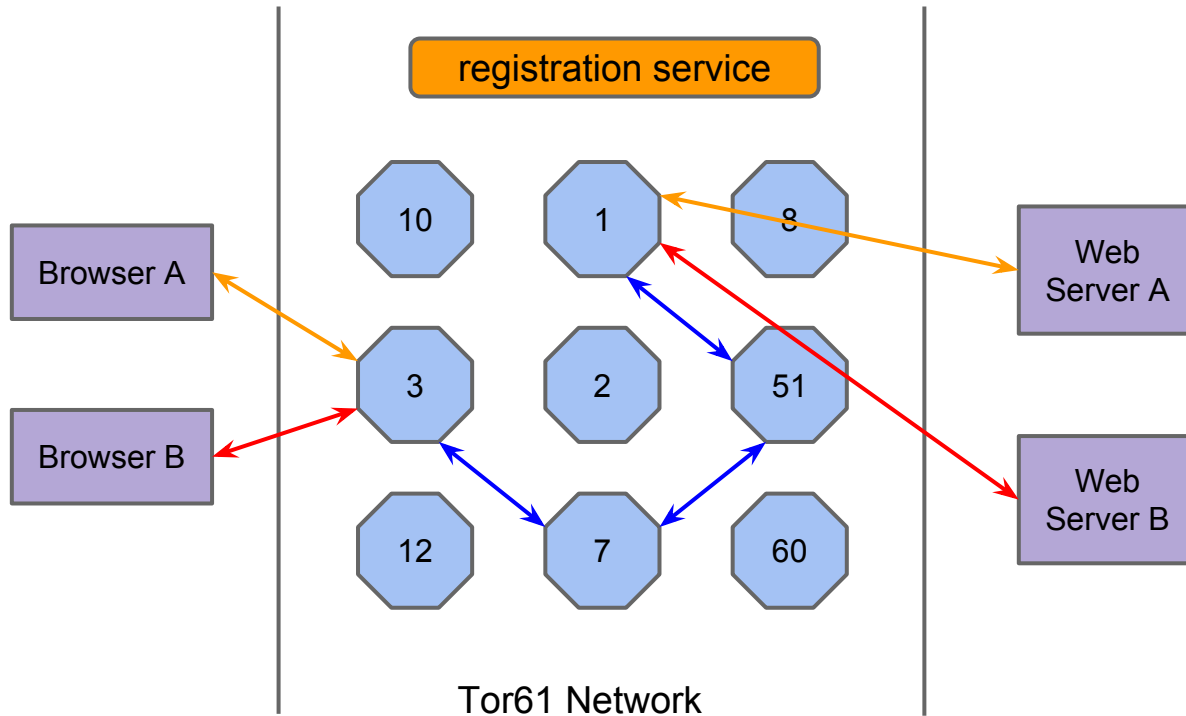 registration service
10
1
8
Browser A
Web
Server A
3
2
51
Browser B
Web
Server B
12
7
60
Tor61 Network